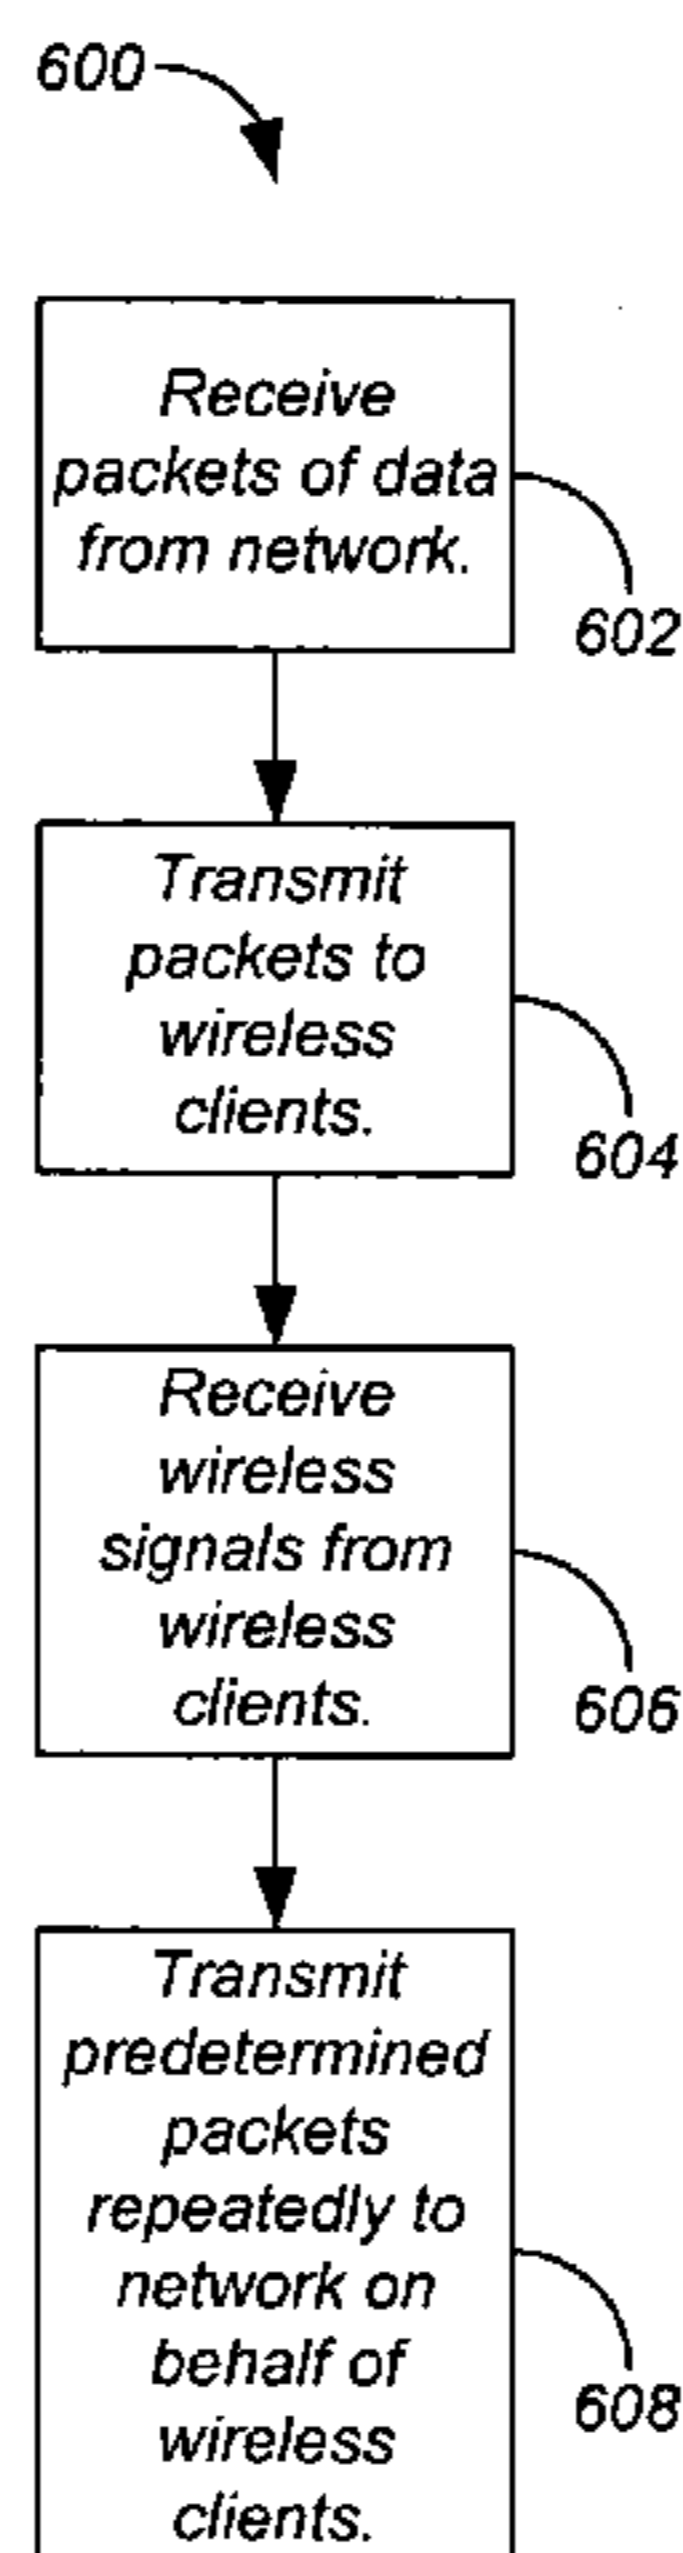 600
Receive
packets of data
from network.
602
Transmit
packets to
wireless
clients.
604
Receive
wireless
signals from
wireless
clients.
606
Transmit
predetermined
packets
repeatedly to
network on
behalf of
wireless
clients.
608